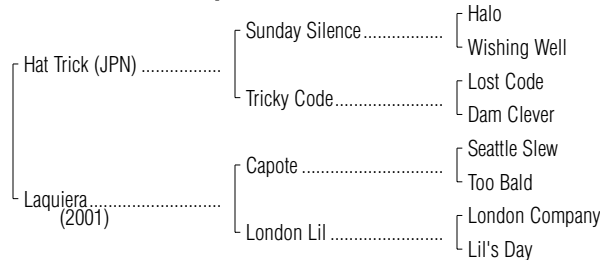 Halo
Sunday Silence..................
Wishing Well
Hat Trick (JPN) ..................
Lost Code
Tricky Code........................
Dam Clever
Seattle Slew
Capote ..............................
Too Bald
Laquiera..............................
(2001)
London Company
London Lil .........................
Lil's Day